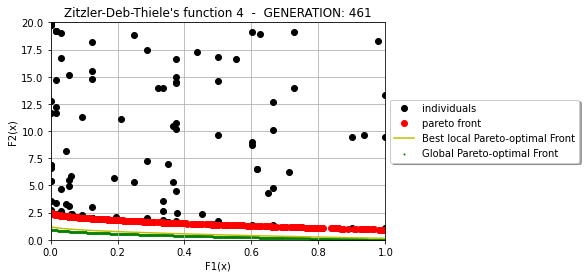 Zitzler-Deb-Thiele's function 4 - GENERATION: 461
20.0
17.5
15.0
12.5
10.0
7.5
5.0
2.5
0.0
F2(x)
0.0 0.2 0.4 0.6 0.8 1.0
F1(x)
individuals
pareto front
Best local Pareto-optimal Front
Global Pareto-optimal Front